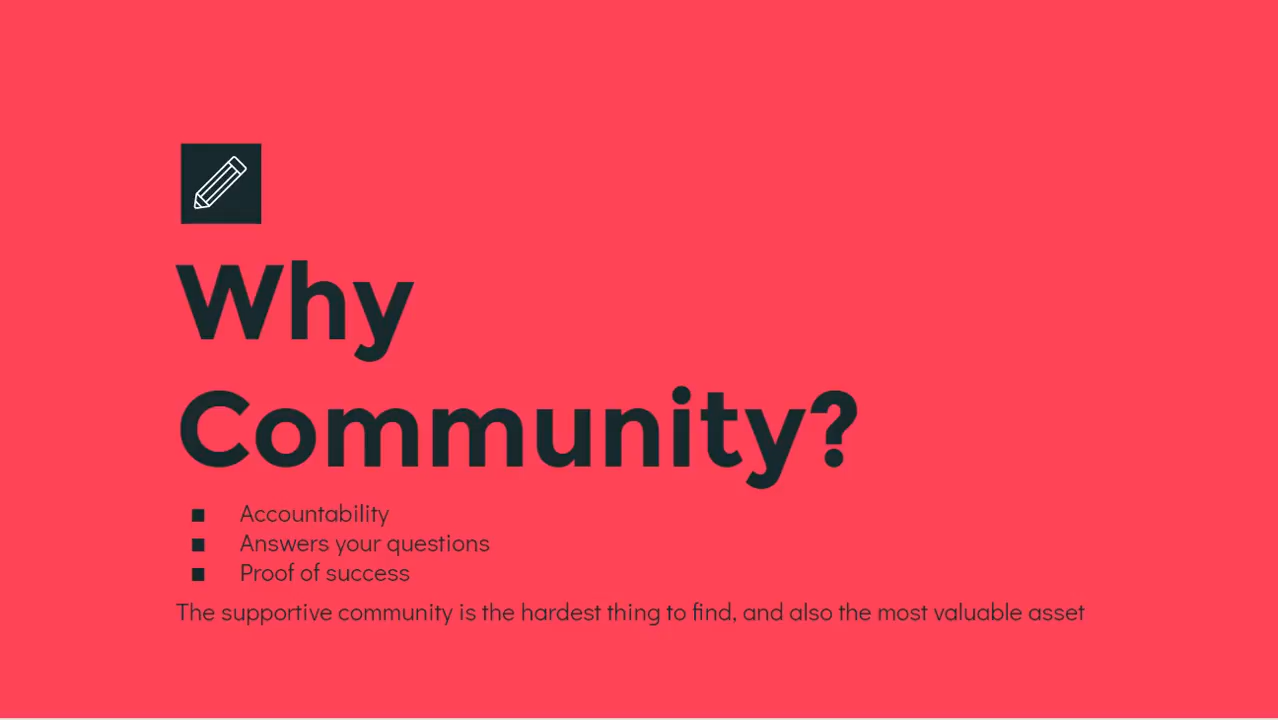 Why
Community?
■ Accountability
■ Answers your questions
■ Proof of success
The supportive community is the hardest thing to find, and also the most valuable asset